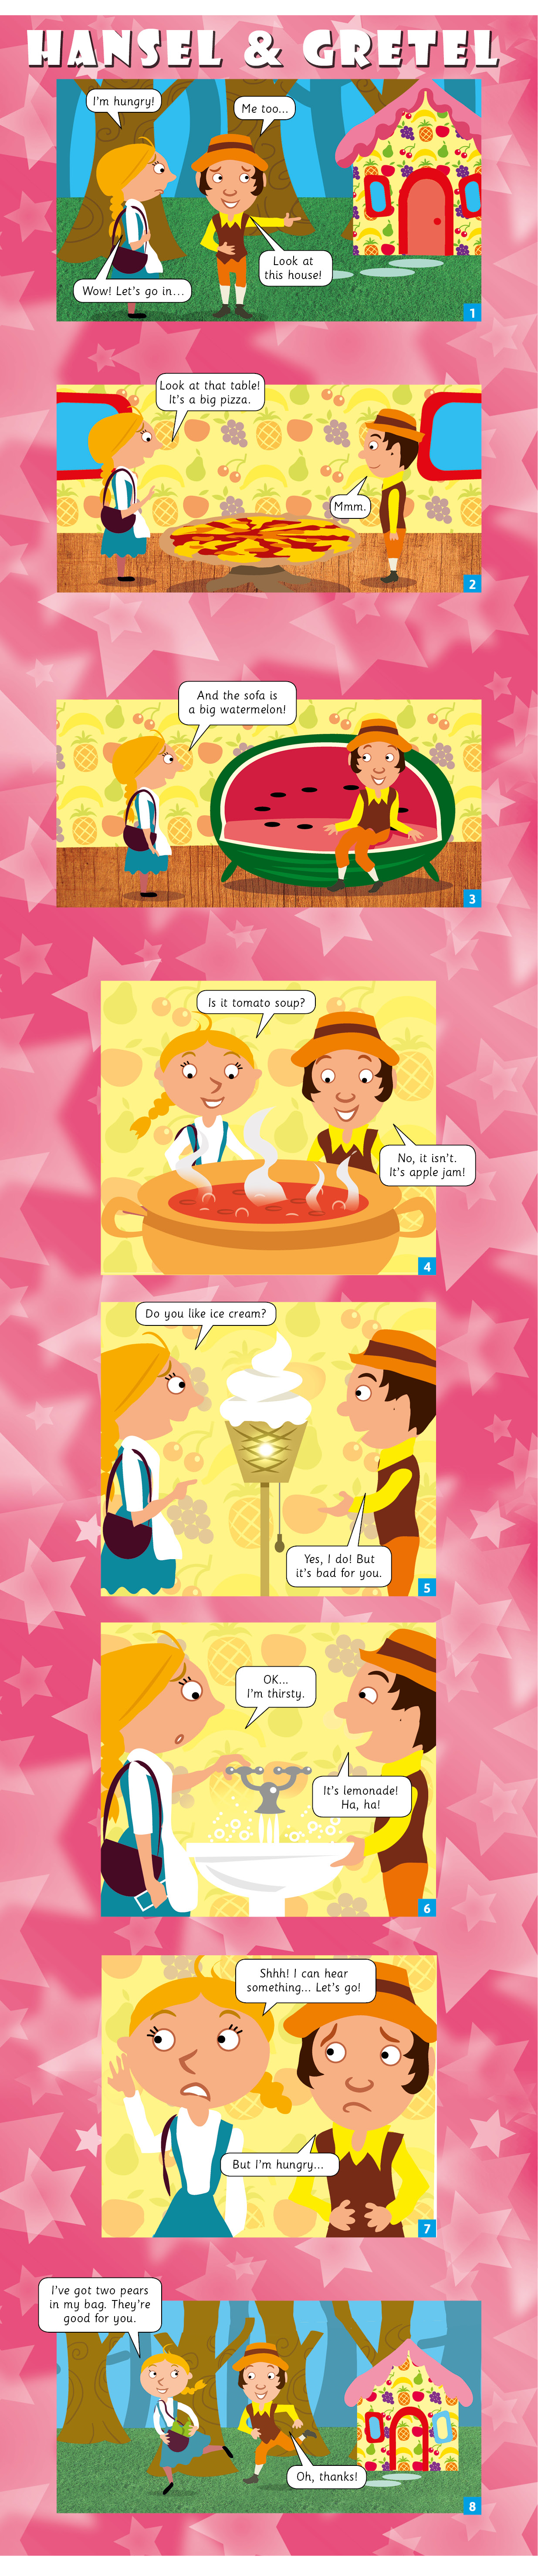 HANSEL & GRETEL
I'm hungry!
Me too...
Look at
this house!
Wow! Let's go in...
1
Look at that table!
It's a big pizza.
Mmm.
2
And the sofa is
a big watermelon!
3
Is it tomato soup?
No, it isn't.
It's apple jam!
4
Do you like ice cream?
Yes, I do! But
it's bad for you.
5
OK...
I'm thirsty.
It's lemonade!
Ha, ha!
6
Shhh! I can hear
something... Let's go!
But I'm hungry...
7
I've got two pears
in my bag. They're
good for you.
Oh, thanks!
8